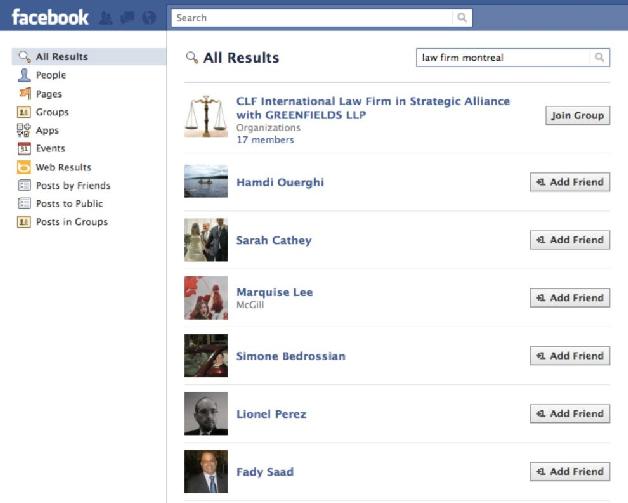 facebook
Search
All Results
People
Pages
Groups
Apps
31 Events
Web Results
Posts by Friends
Posts to Public
Posts in Groups
All Results
law firm montreal
CLF International Law Firm in Strategic Alliance
with GREENFIELDS LLP
Organizations
17 members
Join Group
Hamdi Ouerghi
Add Friend
Sarah Cathey
Add Friend
Marquise Lee
McGill
Add Friend
Simone Bedrossian
Add Friend
Lionel Perez
Add Friend
Fady Saad
Add Friend